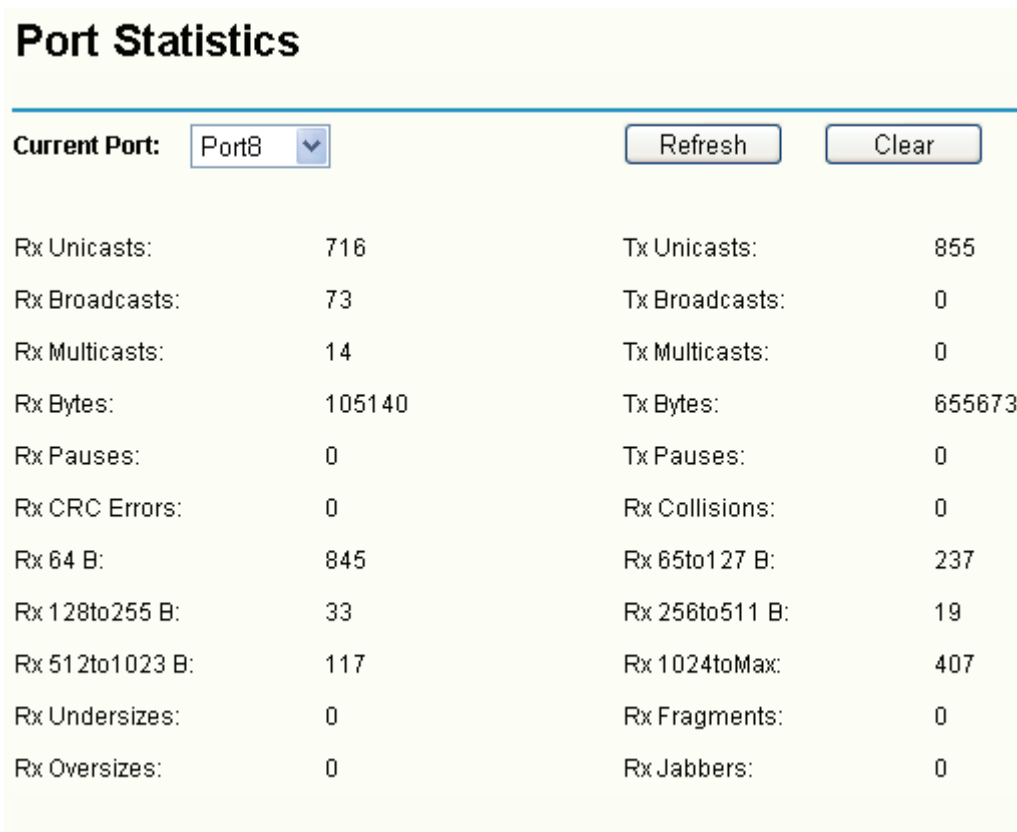 Port Statistics
Current Port: Port8 Refresh Clear
Rx Unicasts: 716 Tx Unicasts: 855
Rx Broadcasts: 73 Tx Broadcasts: 0
Rx Multicasts: 14 Tx Multicasts: 0
Rx Bytes: 105140 Tx Bytes: 655673
Rx Pauses: 0 Tx Pauses: 0
Rx CRC Errors: 0 Rx Collisions: 0
Rx 64 B: 845 Rx 65to127 B: 237
Rx 128to255 B: 33 Rx 256to511 B: 19
Rx 512to1023 B: 117 Rx 1024toMax: 407
Rx Undersizes: 0 Rx Fragments: 0
Rx Oversizes: 0 Rx Jabbers: 0